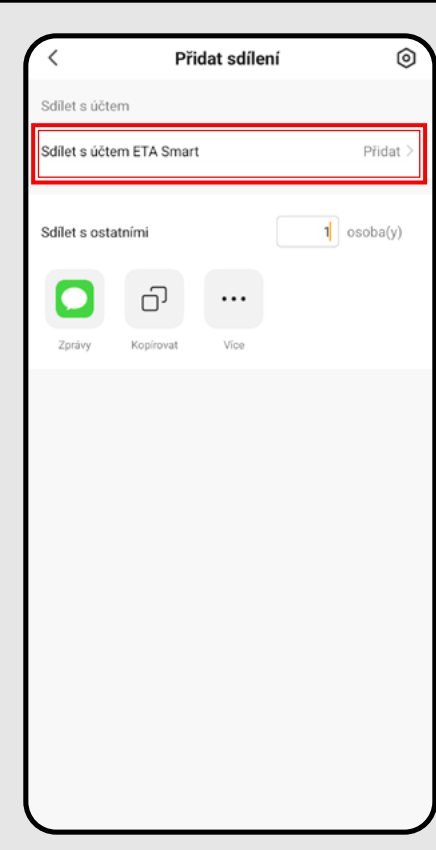 Přidat sdílení
Sdílet s účtem
Sdílet s účtem ETA Smart Přidat
Sdílet s ostatními 1 osoba(y)
Zprávy Kopírovat Více